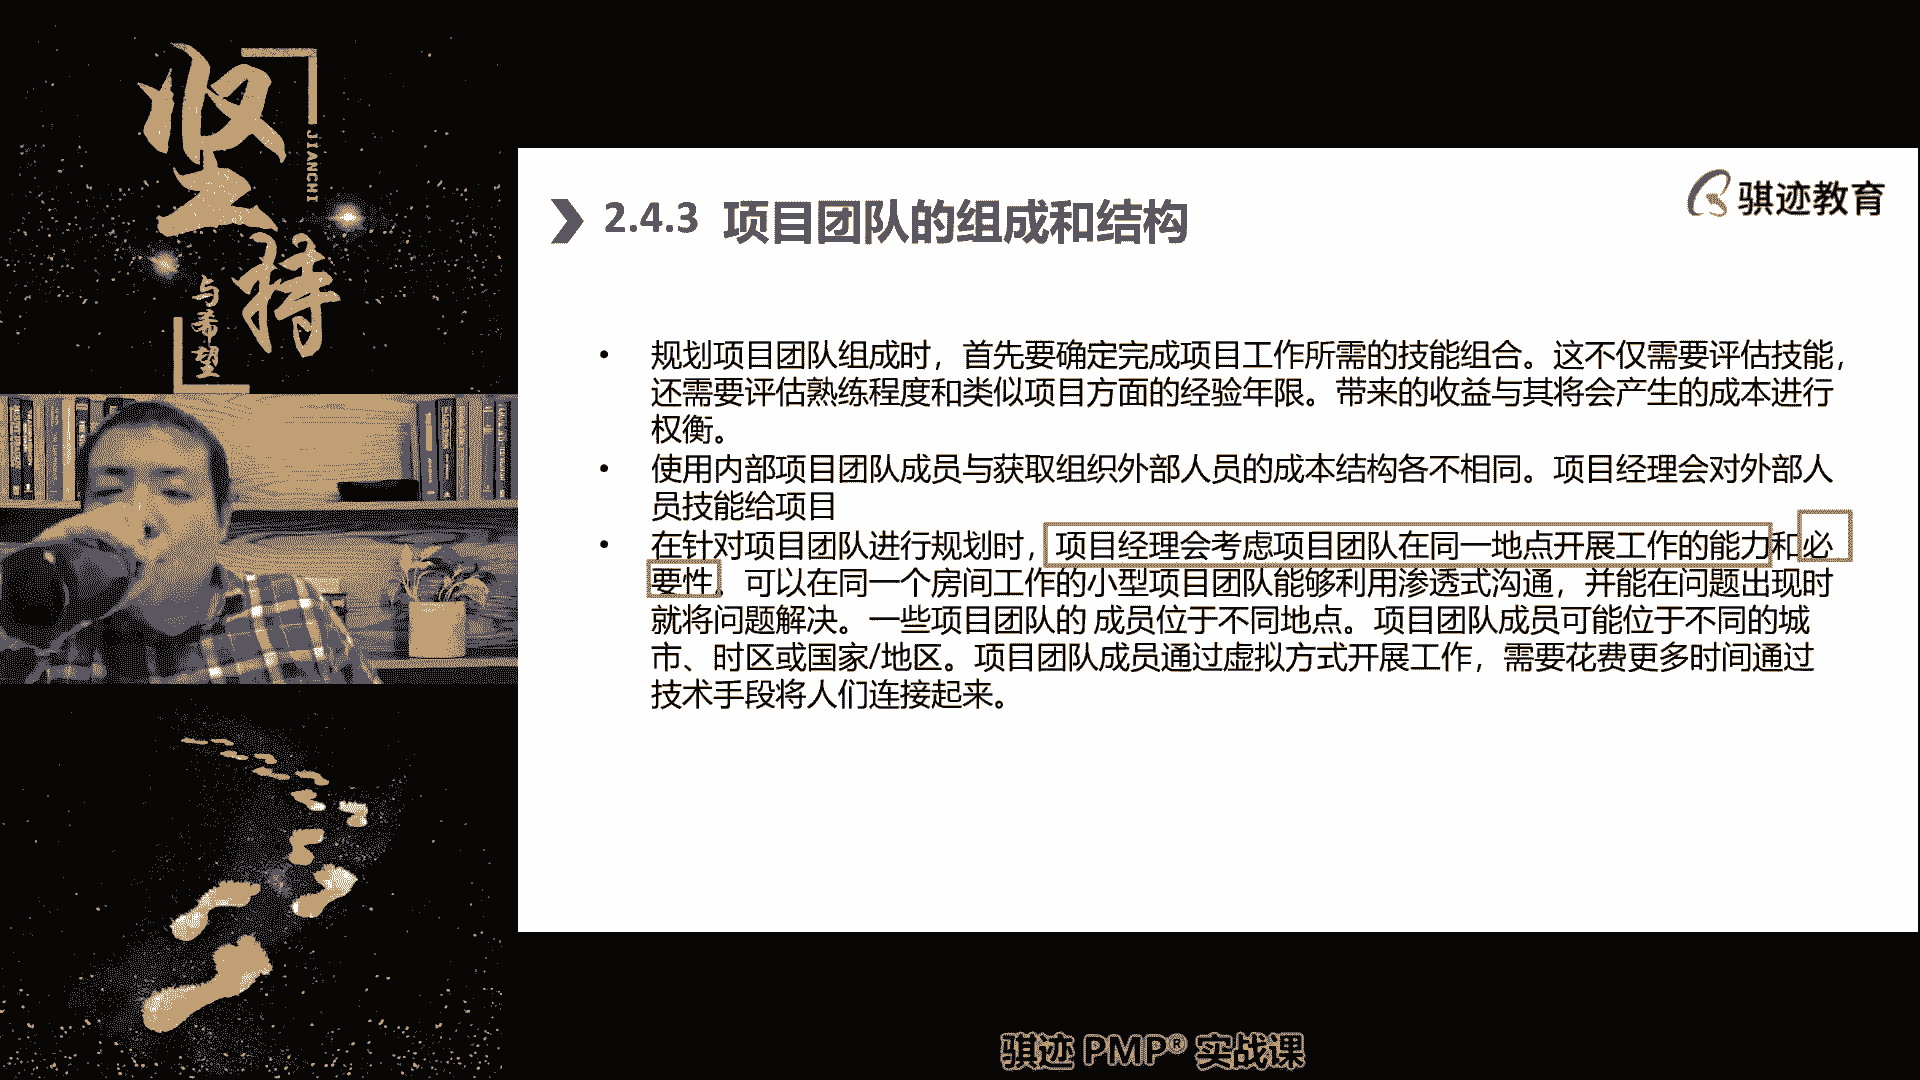 坚持
JIANCHI
与希望
骐迹教育
2.4.3 项目团队的组成和结构
• 规划项目团队组成时，首先要确定完成项目工作所需的技能组合。这不仅需要评估技能，
还需要评估熟练程度和类似项目方面的经验年限。带来的收益与其将会产生的成本进行
权衡。
• 使用内部项目团队成员与获取组织外部人员的成本结构各不相同。项目经理会对外部人
员技能给项目
• 在针对项目团队进行规划时，项目经理会考虑项目团队在同一地点开展工作的能力和必
要性。可以在同一个房间工作的小型项目团队能够利用渗透式沟通，并能在问题出现时
就将问题解决。一些项目团队的 成员位于不同地点。项目团队成员可能位于不同的城
市、时区或国家/地区。项目团队成员通过虚拟方式开展工作，需要花费更多时间通过
技术手段将人们连接起来。
骐迹 PMP® 实战课